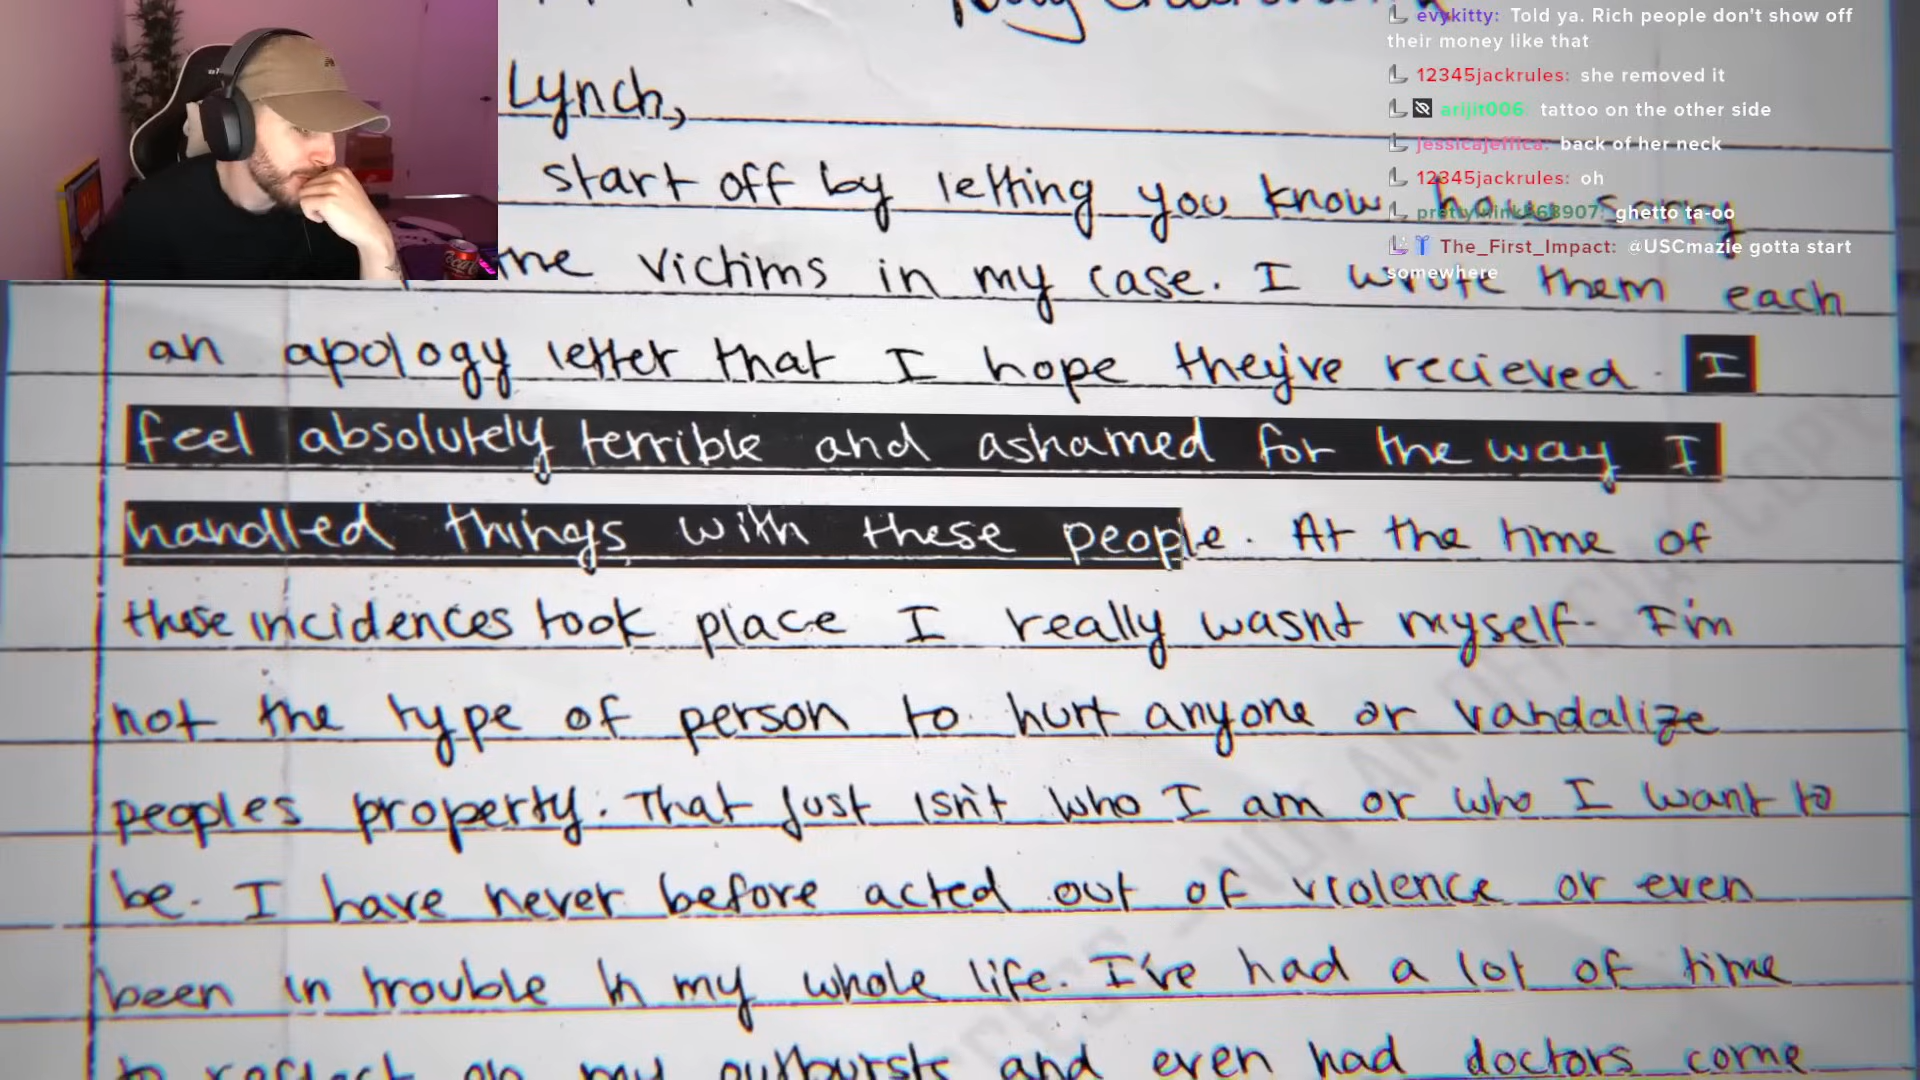 Lynch,
start off by letting you know how sorry
victims in my case. I wrote them each
an apology letter that I hope they've recieved. I
feel absolutely terrible and ashamed for the way I
handled things with these people. At the time of
these incidences took place I really wasnt myself. I'm
not the type of person to hurt anyone or vandalize
peoples property. That just isn't who I am or who I want to
be. I have never before acted out of violence or even
been in trouble in my whole life. I've had a lot of time
to reflect on my outbursts and even had doctors come
evykitty: Told ya. Rich people don't show off
their money like that
12345jackrules: she removed it
arijit006: tattoo on the other side
jessicajeffica: back of her neck
12345jackrules: oh
ghetto ta-oo
The_First_Impact: @USCmazie gotta start
somewhere